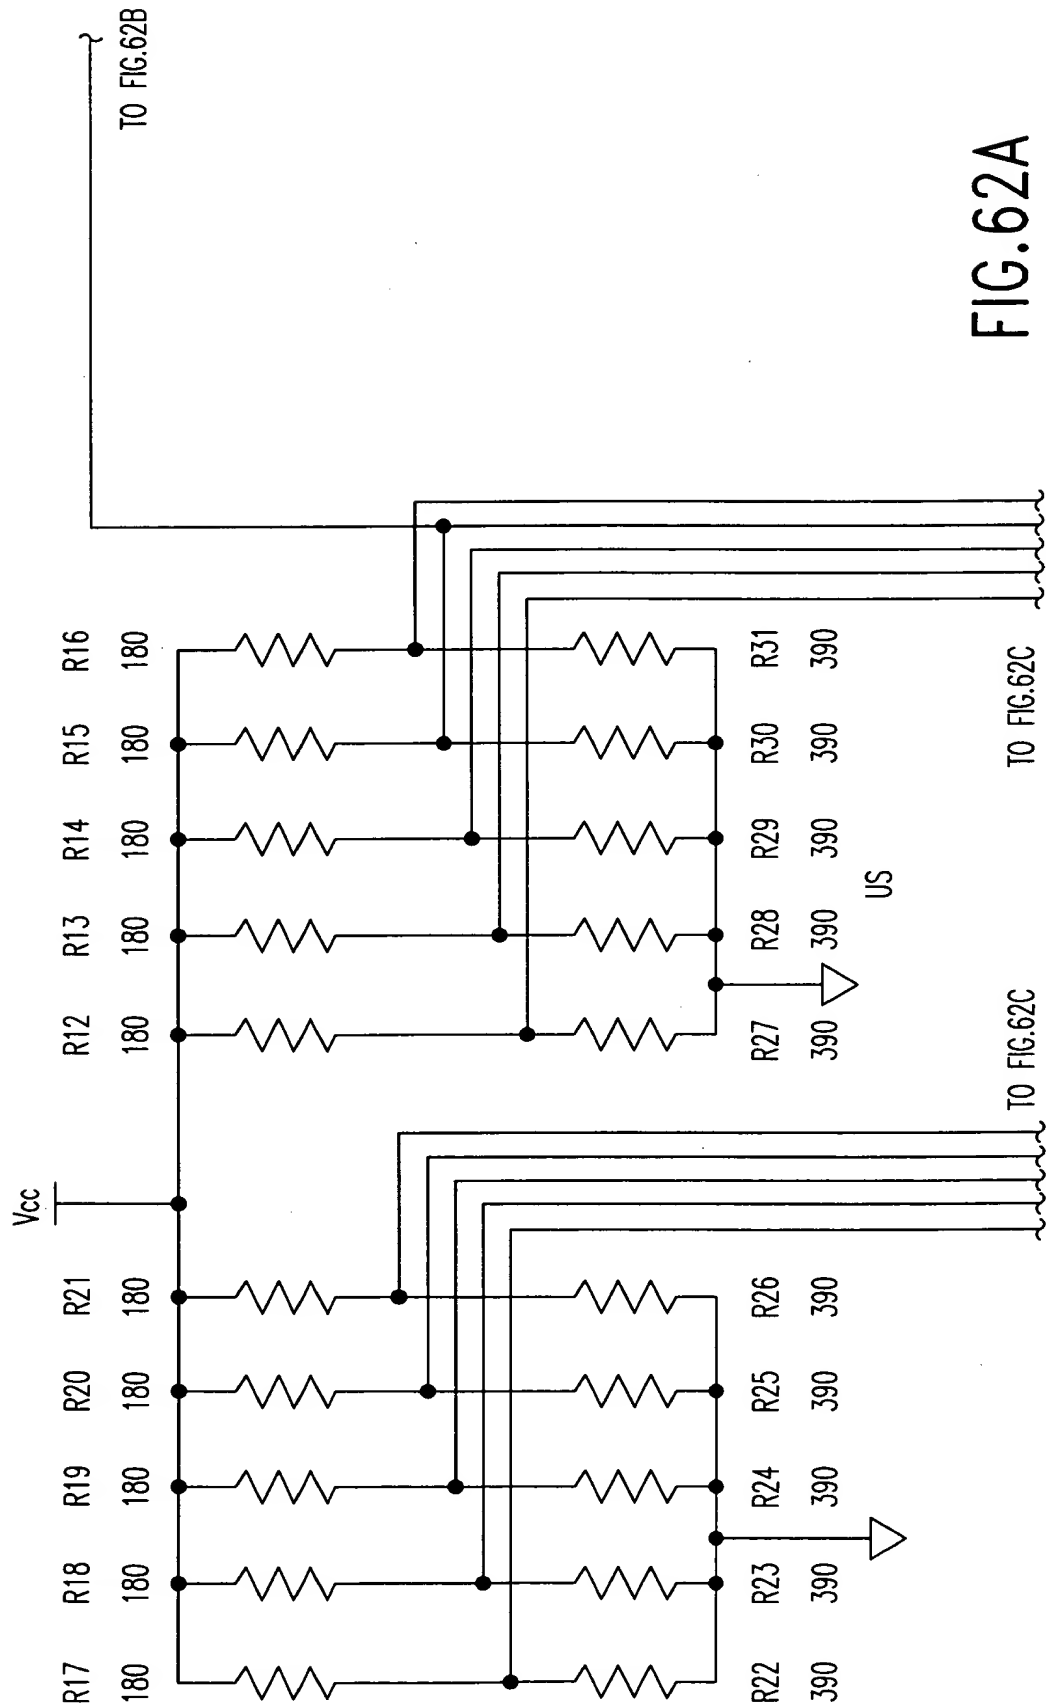 Vcc
R17 R18 R19 R20 R21 R12 R13 R14 R15 R16
180 180 180 180 180 180 180 180 180 180
TO FIG.62B
R22 R23 R24 R25 R26 R27 R28 R29 R30 R31
390 390 390 390 390 390 390 390 390 390
US
TO FIG.62C TO FIG.62C
FIG.62A